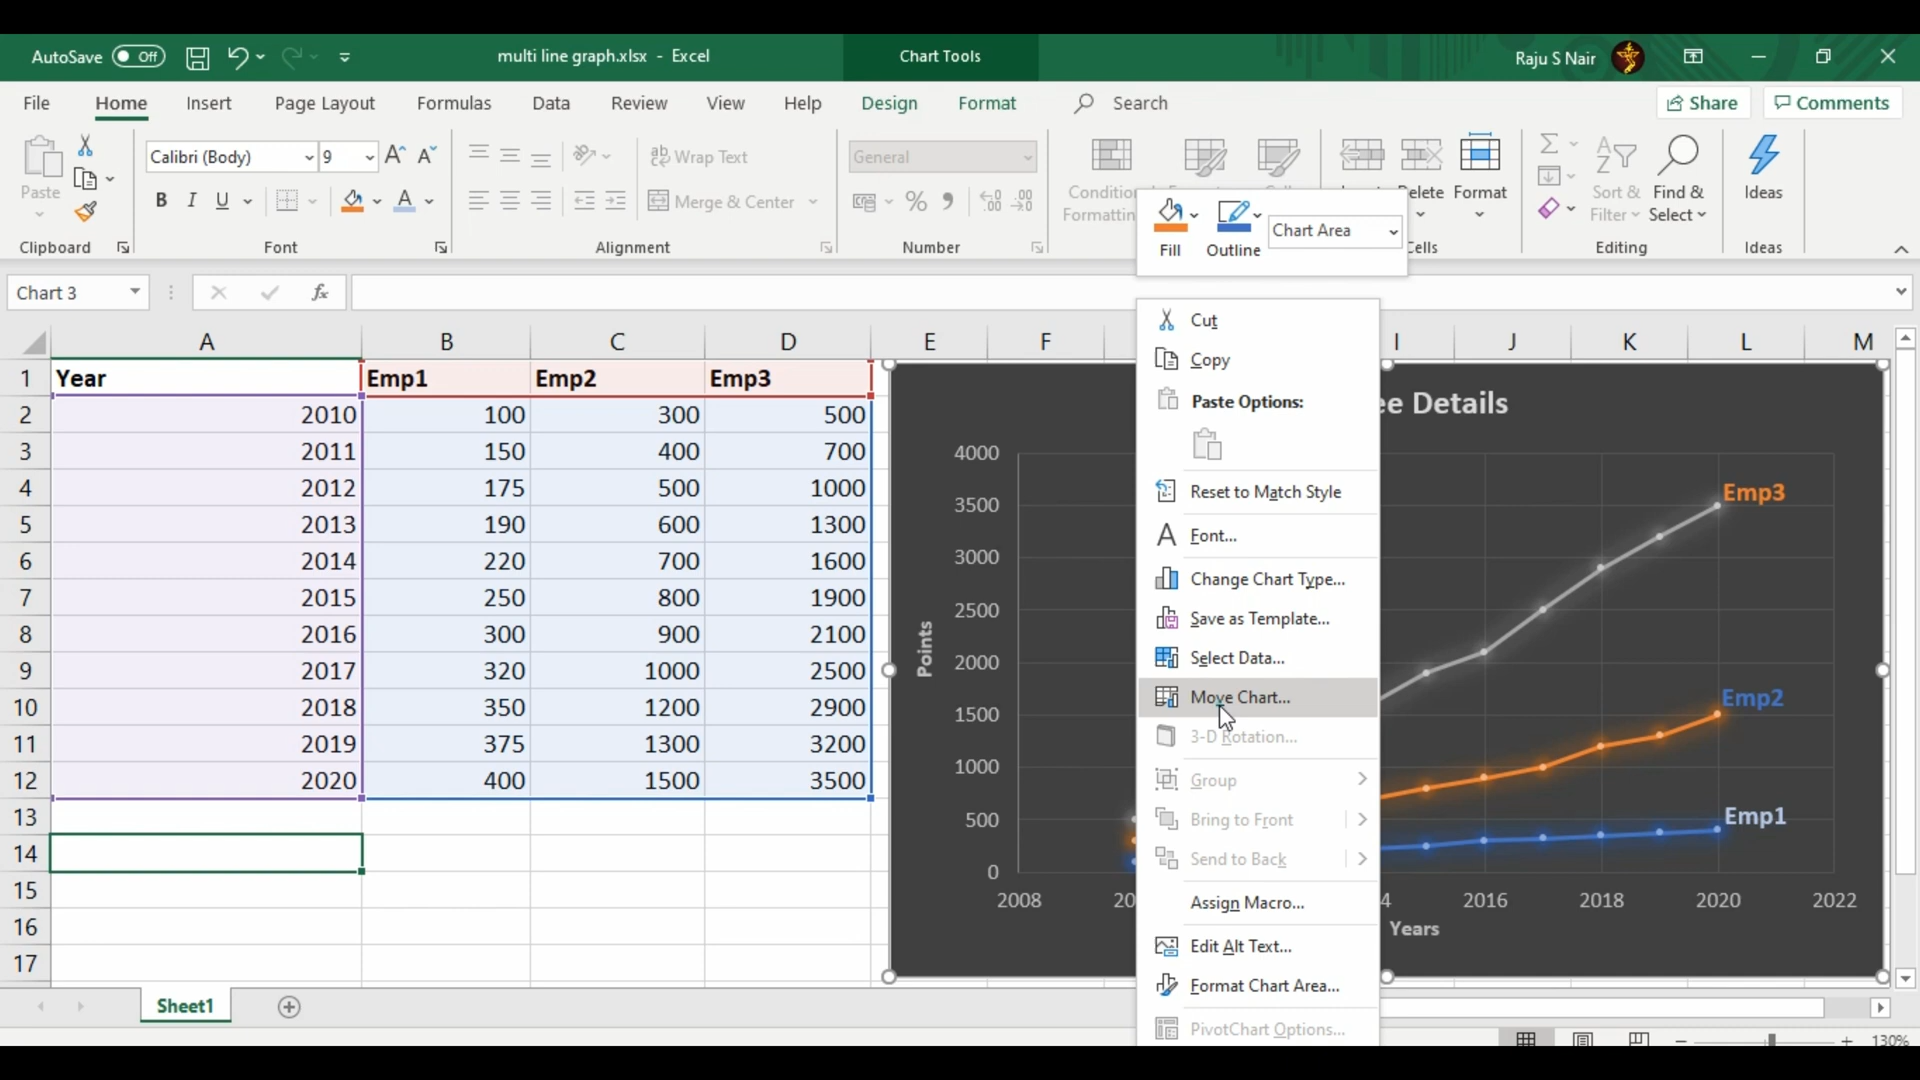 AutoSave Off multi line graph.xlsx - Excel Chart Tools Raju S Nair
File Home Insert Page Layout Formulas Data Review View Help Design Format Search Share Comments
Calibri (Body) 9 ab Wrap Text General
Paste B I U A Merge & Center % Formatting Delete Format Sort & Find & Ideas
Filter Select
Clipboard Font Alignment Number Cells Editing Ideas
Fill Outline Chart Area
Chart 3 fx
A B C D E F I J K L M
1 Year Emp1 Emp2 Emp3
2 2010 100 300 500
3 2011 150 400 700
4 2012 175 500 1000
5 2013 190 600 1300
6 2014 220 700 1600
7 2015 250 800 1900
8 2016 300 900 2100
9 2017 320 1000 2500
10 2018 350 1200 2900
11 2019 375 1300 3200
12 2020 400 1500 3500
13
14
15
16
17
Cut
Copy
Paste Options:
Reset to Match Style
Font...
Change Chart Type...
Save as Template...
Select Data...
Move Chart...
3-D Rotation...
Group
Bring to Front
Send to Back
Assign Macro...
Edit Alt Text...
Format Chart Area...
PivotChart Options...
Details
4000
3500
3000
2500
2000
1500
1000
500
0
Points
Emp3
Emp2
Emp1
2008 2016 2018 2020 2022
Years
Sheet1
130%